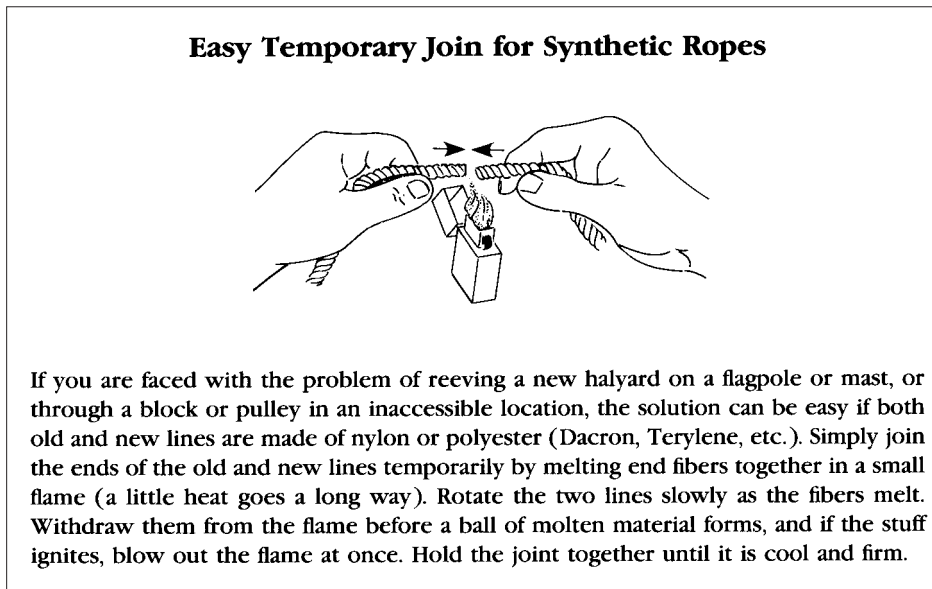 Easy Temporary Join for Synthetic Ropes
If you are faced with the problem of reeving a new halyard on a flagpole or mast, or
through a block or pulley in an inaccessible location, the solution can be easy if both
old and new lines are made of nylon or polyester (Dacron, Terylene, etc.). Simply join
the ends of the old and new lines temporarily by melting end fibers together in a small
flame (a little heat goes a long way). Rotate the two lines slowly as the fibers melt.
Withdraw them from the flame before a ball of molten material forms, and if the stuff
ignites, blow out the flame at once. Hold the joint together until it is cool and firm.